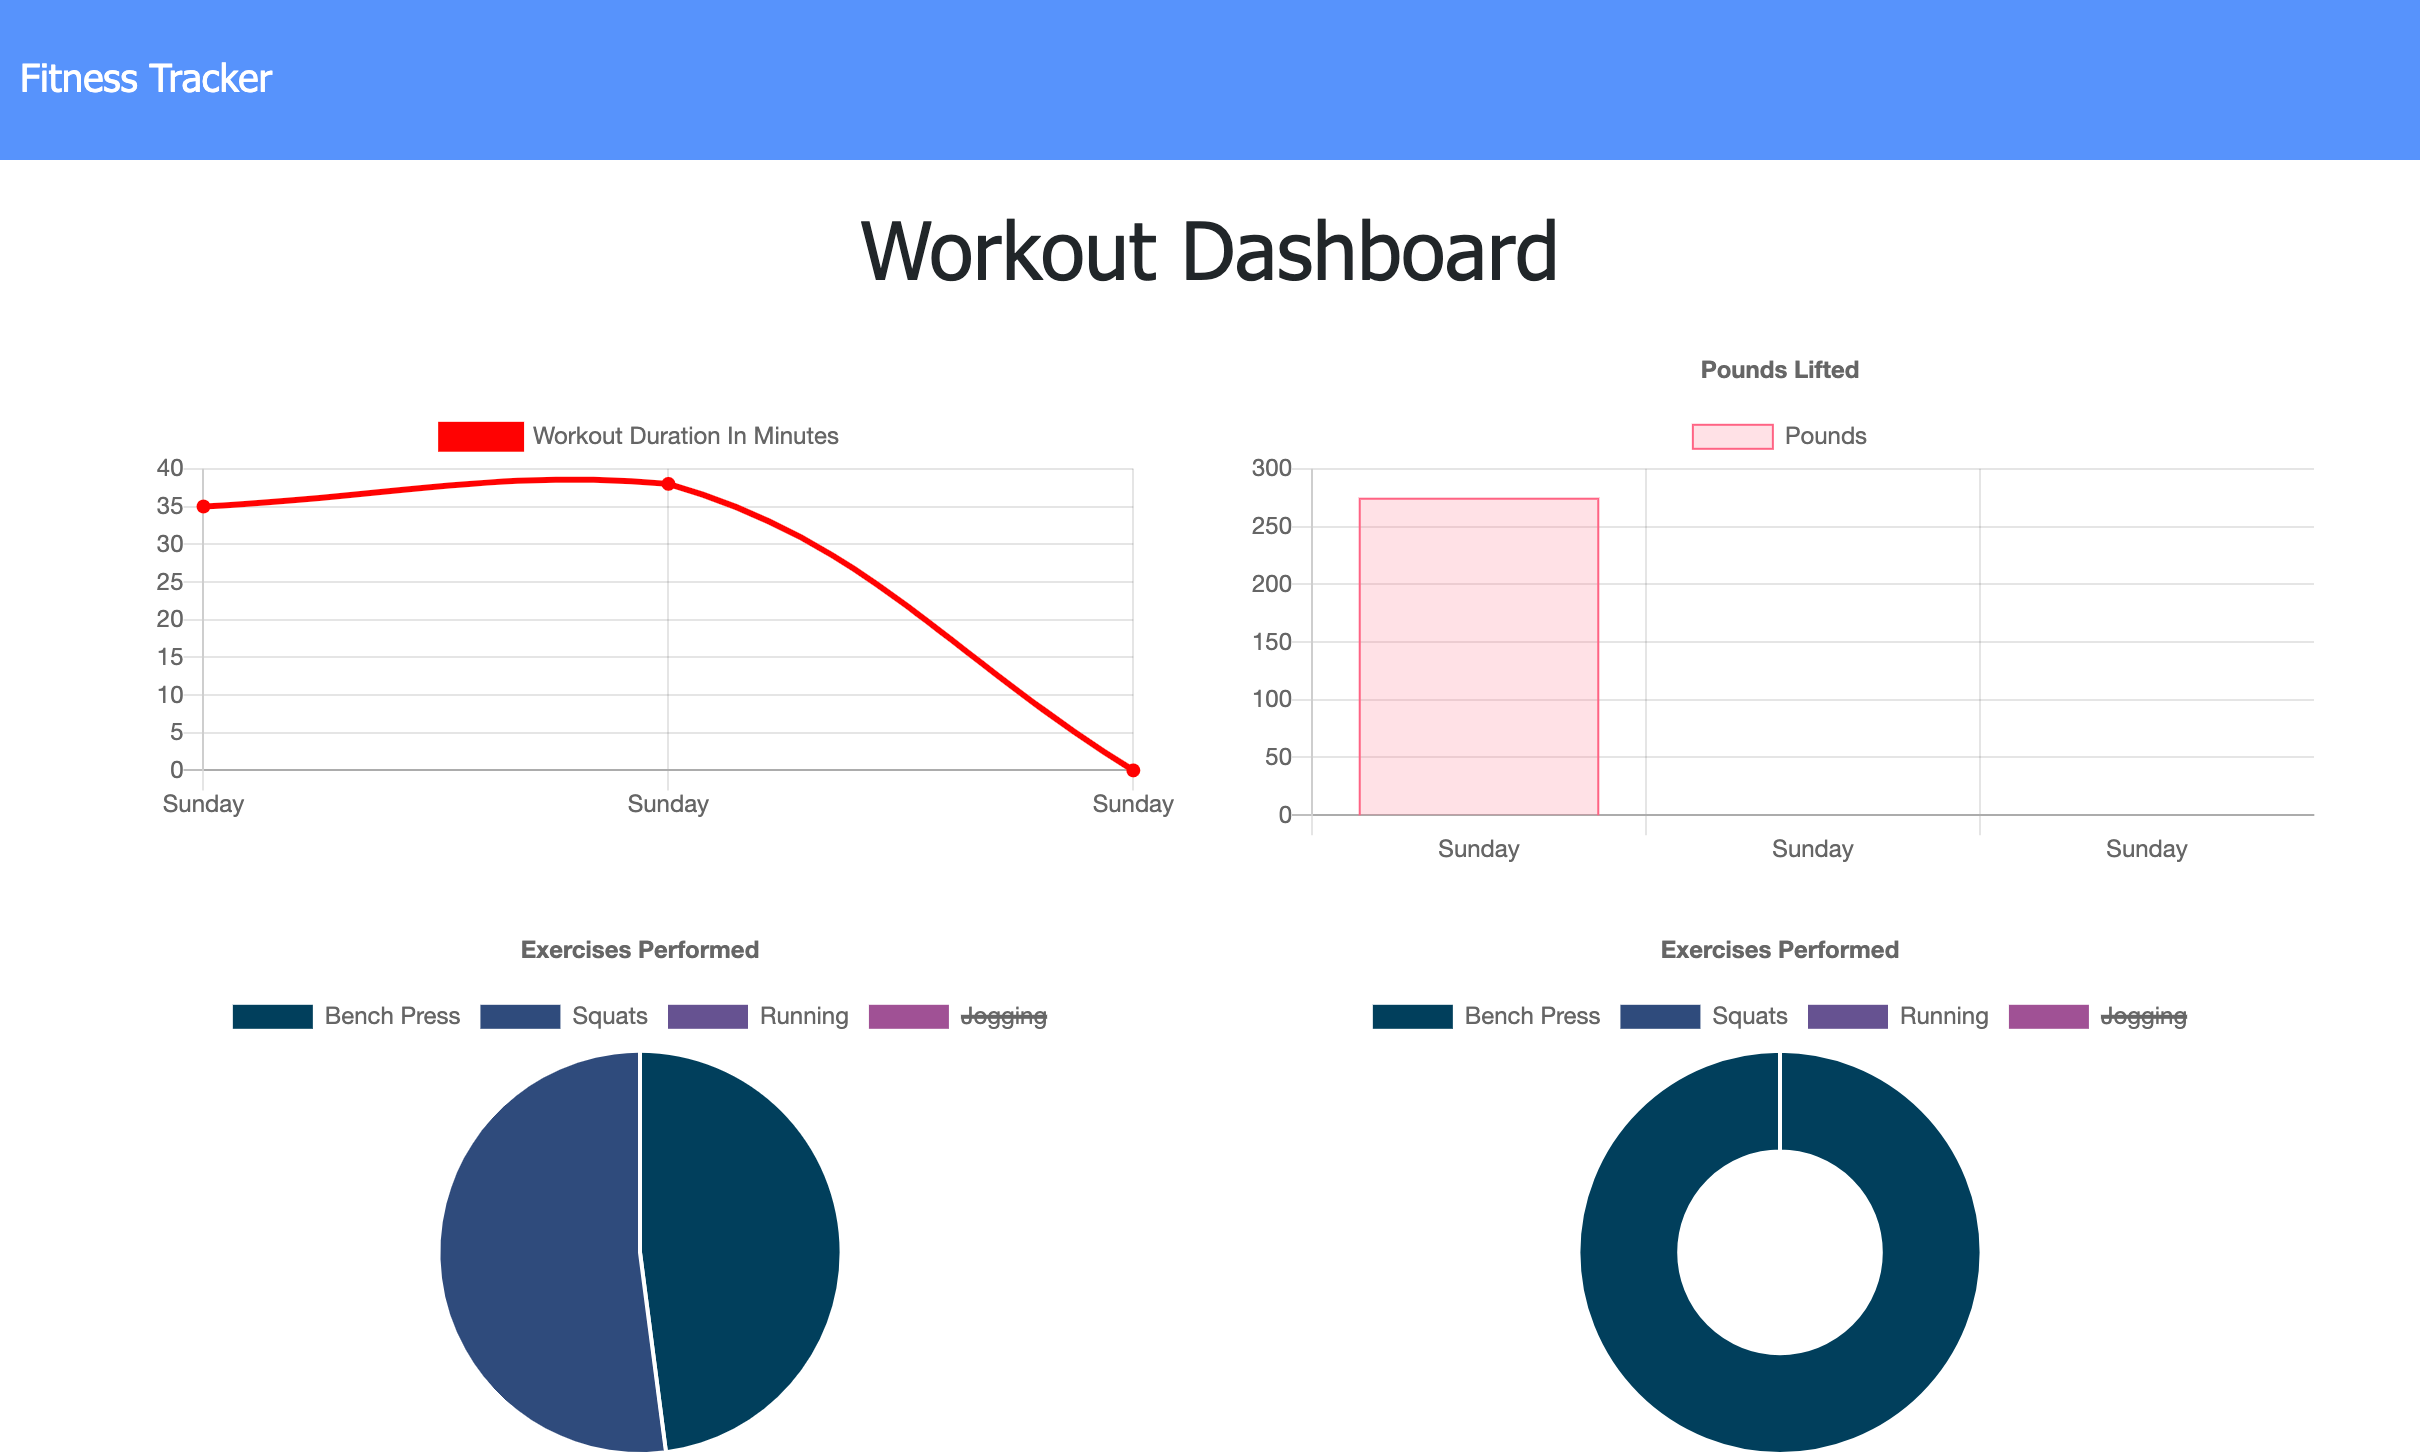 Fitness Tracker
Workout Dashboard
Workout Duration In Minutes
40
35
30
25
20
15
10
5
0
Sunday Sunday Sunday
Pounds Lifted
Pounds
300
250
200
150
100
50
0
Sunday Sunday Sunday
Exercises Performed
Bench Press Squats Running Jogging
Exercises Performed
Bench Press Squats Running Jogging